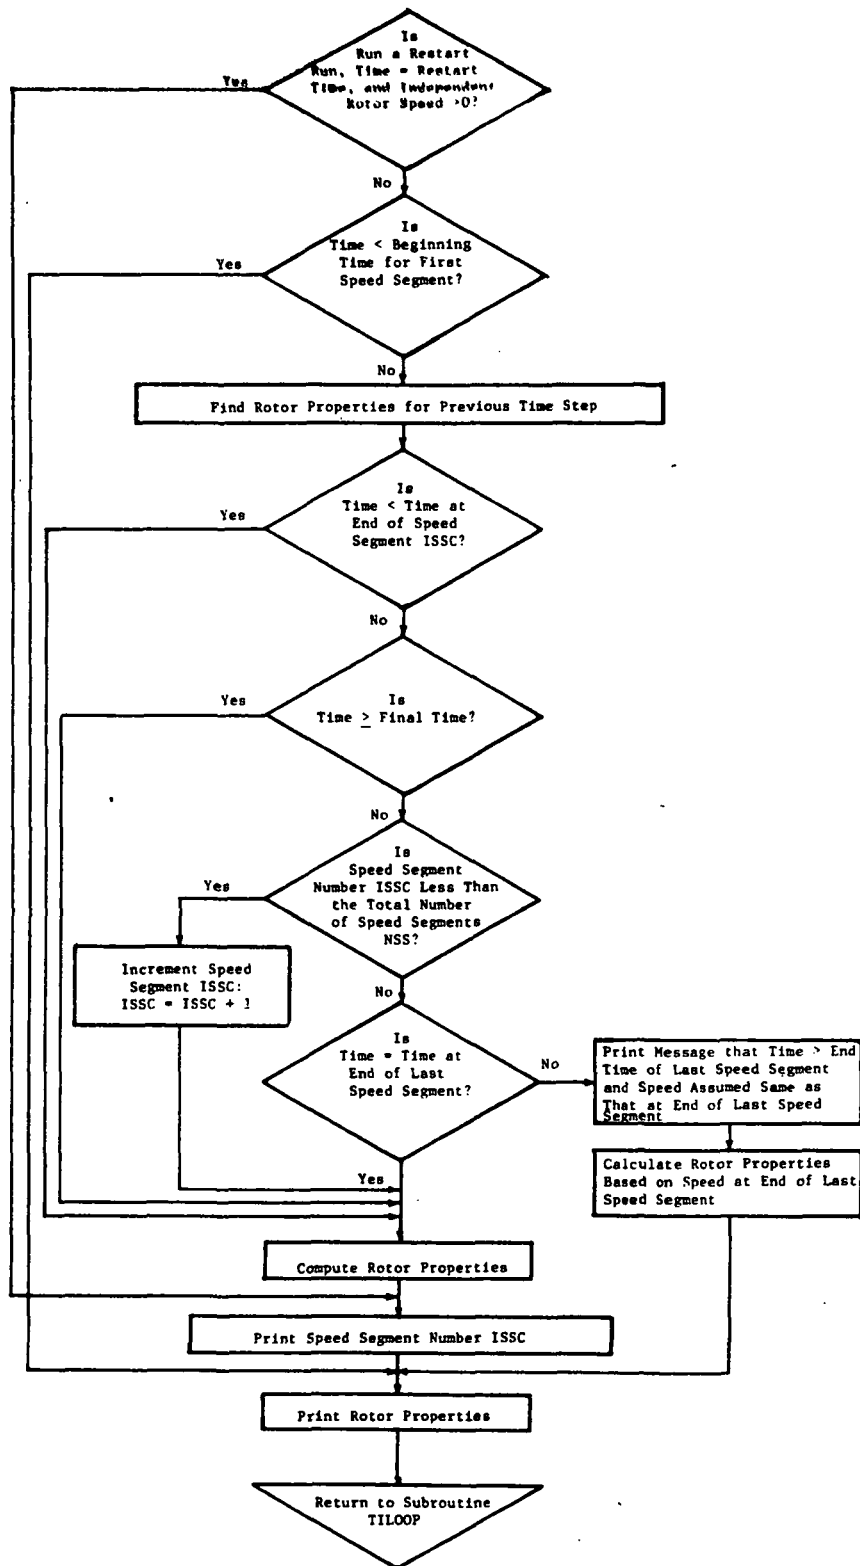 Is
Run a Restart
Run, Time = Restart
Time, and Independent
Rotor Speed >0?
Yes
No
Is
Time < Beginning
Time for First
Speed Segment?
Yes
No
Find Rotor Properties for Previous Time Step
Is
Time < Time at
End of Speed
Segment ISSC?
Yes
No
Is
Time ≥ Final Time?
Yes
No
Is
Speed Segment
Number ISSC Less Than
the Total Number
of Speed Segments
NSS?
Yes
Increment Speed
Segment ISSC:
ISSC = ISSC + 1
No
Is
Time = Time at
End of Last
Speed Segment?
No
Print Message that Time > End
Time of Last Speed Segment
and Speed Assumed Same as
That at End of Last Speed
Segment
Calculate Rotor Properties
Based on Speed at End of Last
Speed Segment
Yes
Compute Rotor Properties
Print Speed Segment Number ISSC
Print Rotor Properties
Return to Subroutine
TILOOP